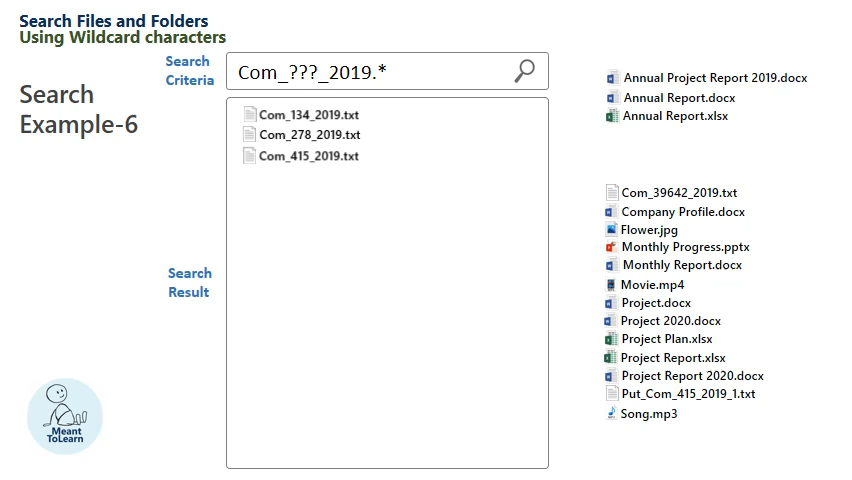 Search Files and Folders
Using Wildcard characters
Search
Example-6
Search
Criteria
Com_???_2019.*
Com_134_2019.txt
Com_278_2019.txt
Com_415_2019.txt
Search
Result
Annual Project Report 2019.docx
Annual Report.docx
Annual Report.xlsx
Com_39642_2019.txt
Company Profile.docx
Flower.jpg
Monthly Progress.pptx
Monthly Report.docx
Movie.mp4
Project.docx
Project 2020.docx
Project Plan.xlsx
Project Report.xlsx
Project Report 2020.docx
Put_Com_415_2019_1.txt
Song.mp3
Meant
ToLearn